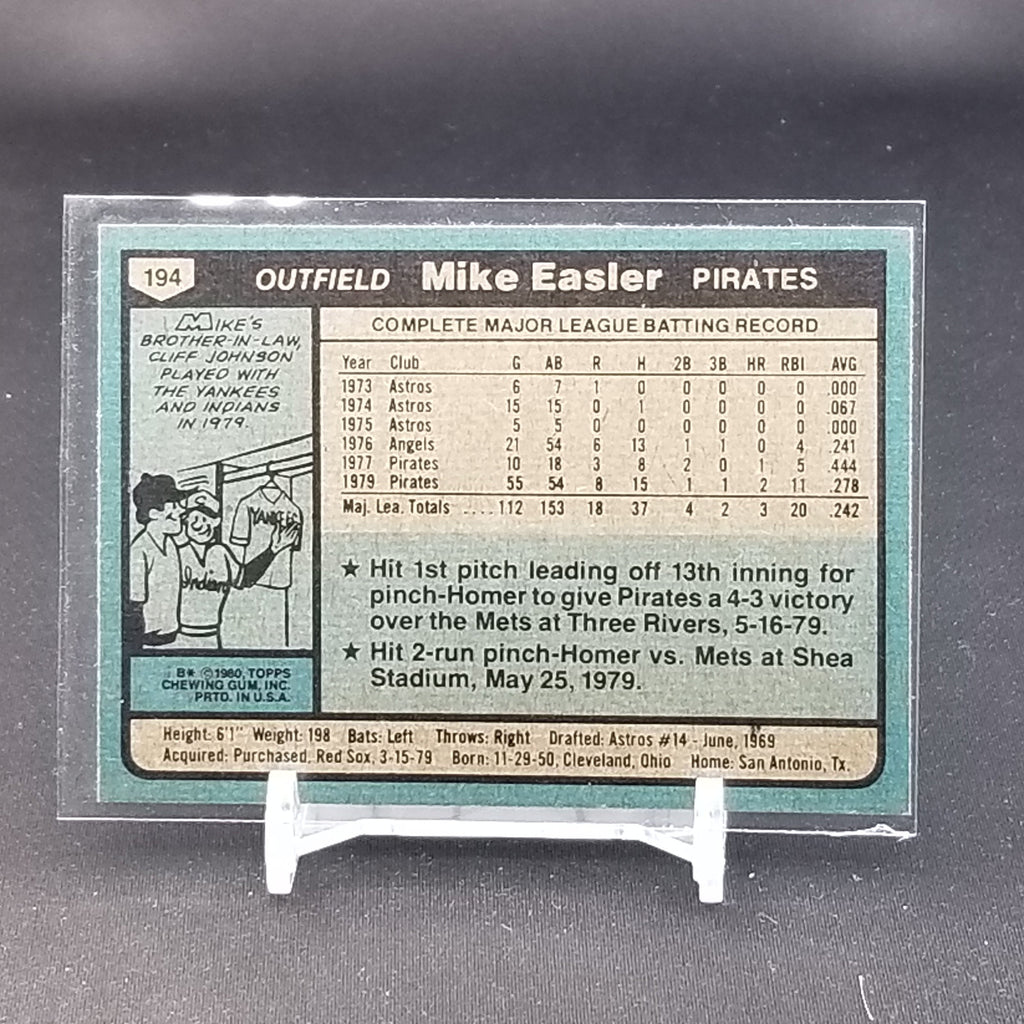 194 OUTFIELD Mike Easler PIRATES
MIKE'S
BROTHER-IN-LAW,
CLIFF JOHNSON
PLAYED WITH
THE YANKEES
AND INDIANS
IN 1979.
YANKEES
Indians
B* ©1980, TOPPS
CHEWING GUM, INC.
PRTD. IN U.S.A.
COMPLETE MAJOR LEAGUE BATTING RECORD
Year Club G AB R H 2B 3B HR RBI AVG
1973 Astros 6 7 1 0 0 0 0 0 .000
1974 Astros 15 15 0 1 0 0 0 0 .067
1975 Astros 5 5 0 0 0 0 0 0 .000
1976 Angels 21 54 6 13 1 1 0 4 .241
1977 Pirates 10 18 3 8 2 0 1 5 .444
1979 Pirates 55 54 8 15 1 1 2 11 .278
Maj. Lea. Totals .... 112 153 18 37 4 2 3 20 .242
★ Hit 1st pitch leading off 13th inning for
pinch-Homer to give Pirates a 4-3 victory
over the Mets at Three Rivers, 5-16-79.
★ Hit 2-run pinch-Homer vs. Mets at Shea
Stadium, May 25, 1979.
Height: 6'1" Weight: 198 Bats: Left Throws: Right Drafted: Astros #14 - June, 1969
Acquired: Purchased, Red Sox, 3-15-79 Born: 11-29-50, Cleveland, Ohio Home: San Antonio, Tx.